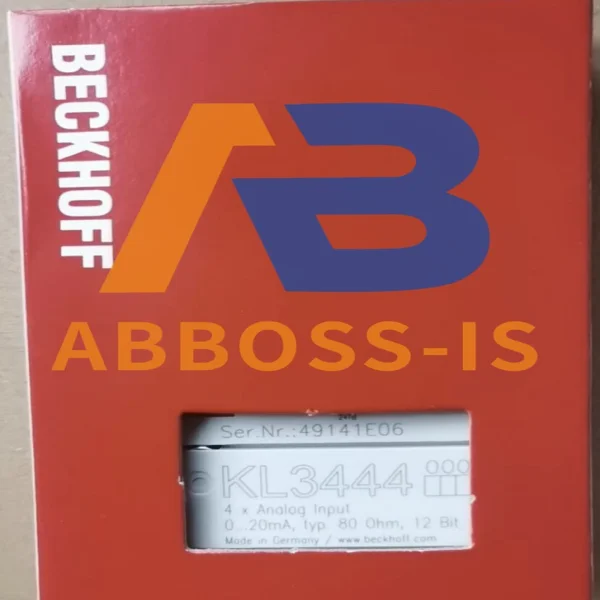 BECKHOFF
AB
ABBOSS-IS
Ser.Nr.:49141E06
KL3444
4 x Analog Input
0...20mA, typ. 80 Ohm, 12 Bit
Made in Germany / www.beckhoff.com